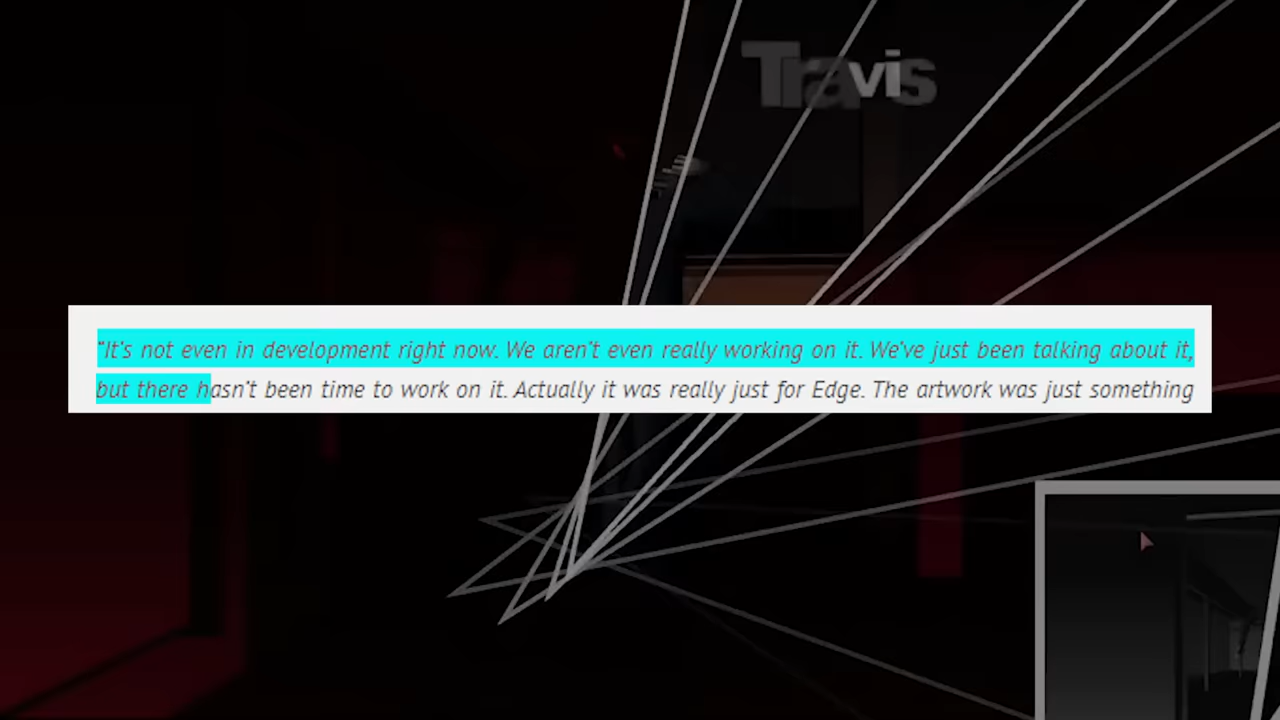 Travis
"It's not even in development right now. We aren't even really working on it. We've just been talking about it,
but there hasn't been time to work on it. Actually it was really just for Edge. The artwork was just something